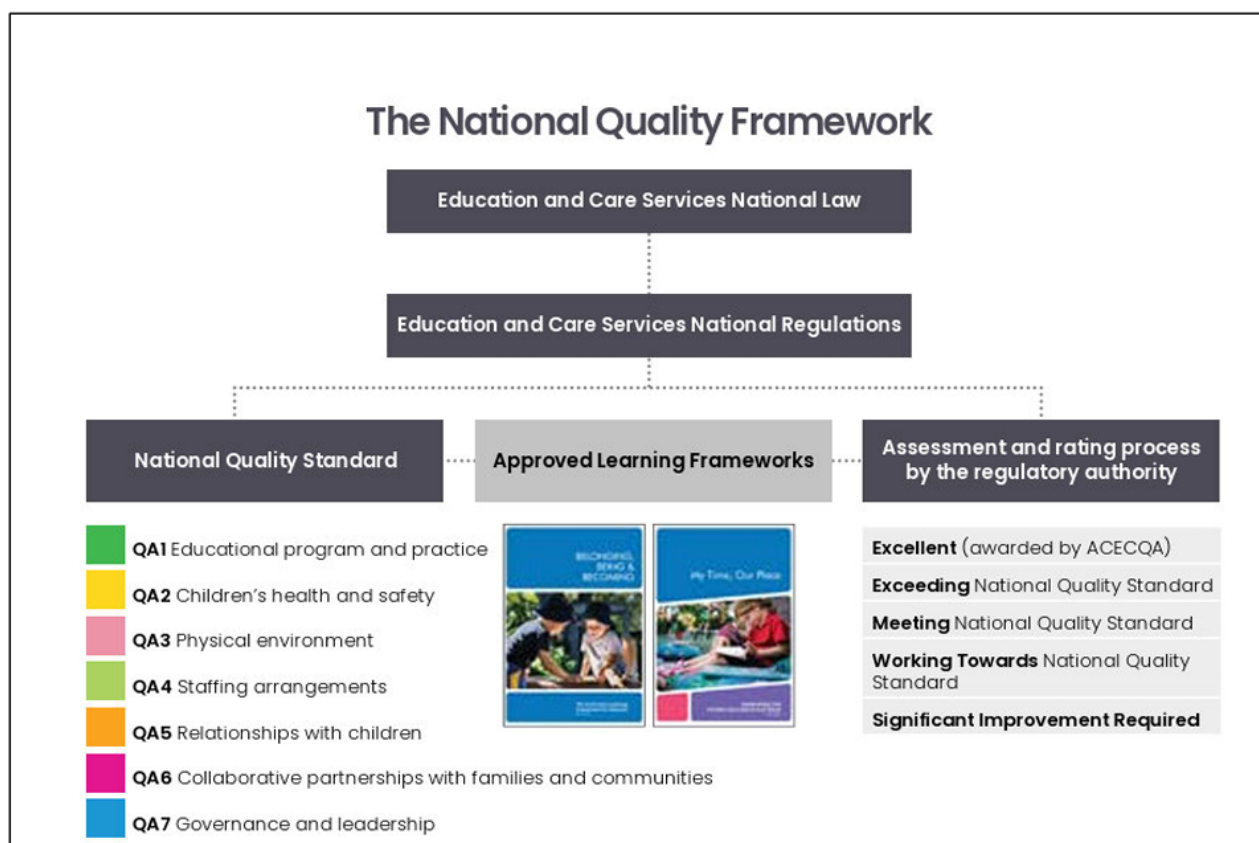 The National Quality Framework
Education and Care Services National Law
Education and Care Services National Regulations
National Quality Standard
QA1 Educational program and practice
QA2 Children's health and safety
QA3 Physical environment
QA4 Staffing arrangements
QA5 Relationships with children
QA6 Collaborative partnerships with families and communities
QA7 Governance and leadership
Approved Learning Frameworks
BELONGING,
BEING &
BECOMING
My Time, Our Place
Assessment and rating process
by the regulatory authority
Excellent (awarded by ACECQA)
Exceeding National Quality Standard
Meeting National Quality Standard
Working Towards National Quality
Standard
Significant Improvement Required